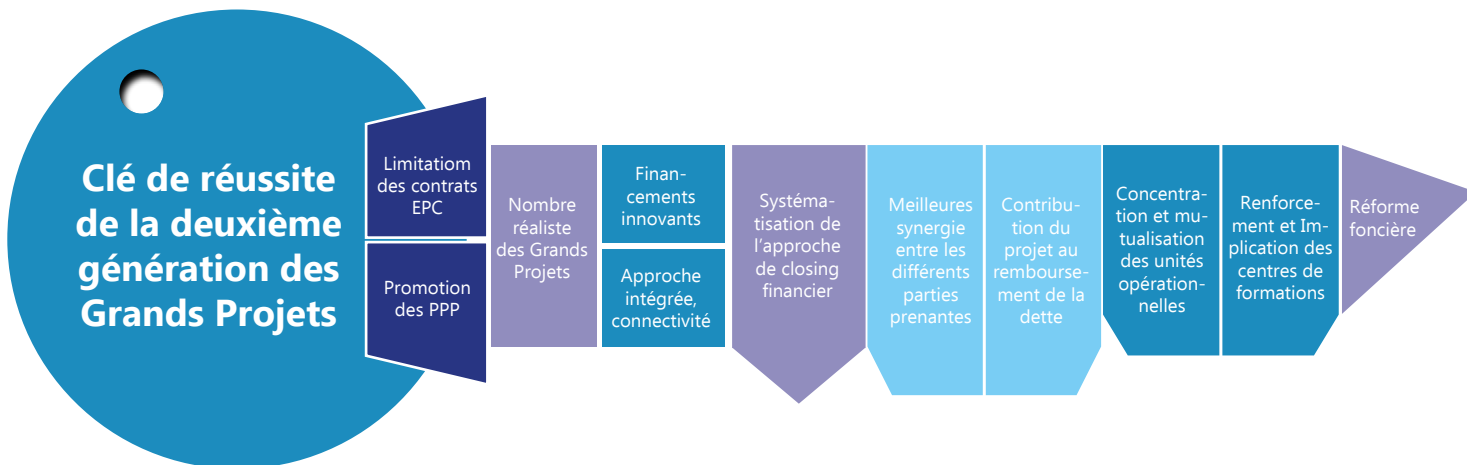 Clé de réussite
de la deuxième
génération des
Grands Projets
Limitatiom
des contrats
EPC
Promotion
des PPP
Nombre
réaliste
des Grands
Projets
Finan-
cements
innovants
Approche
intégrée,
connectivité
Systéma-
tisation de
l'approche
de closing
financier
Meilleures
synergie
entre les
différents
parties
prenantes
Contribu-
tion du
projet au
rembourse-
ment de la
dette
Concentra-
tion et mu-
tualisation
des unités
opération-
nelles
Renforce-
ment et Im-
plication des
centres de
formations
Réforme
foncière